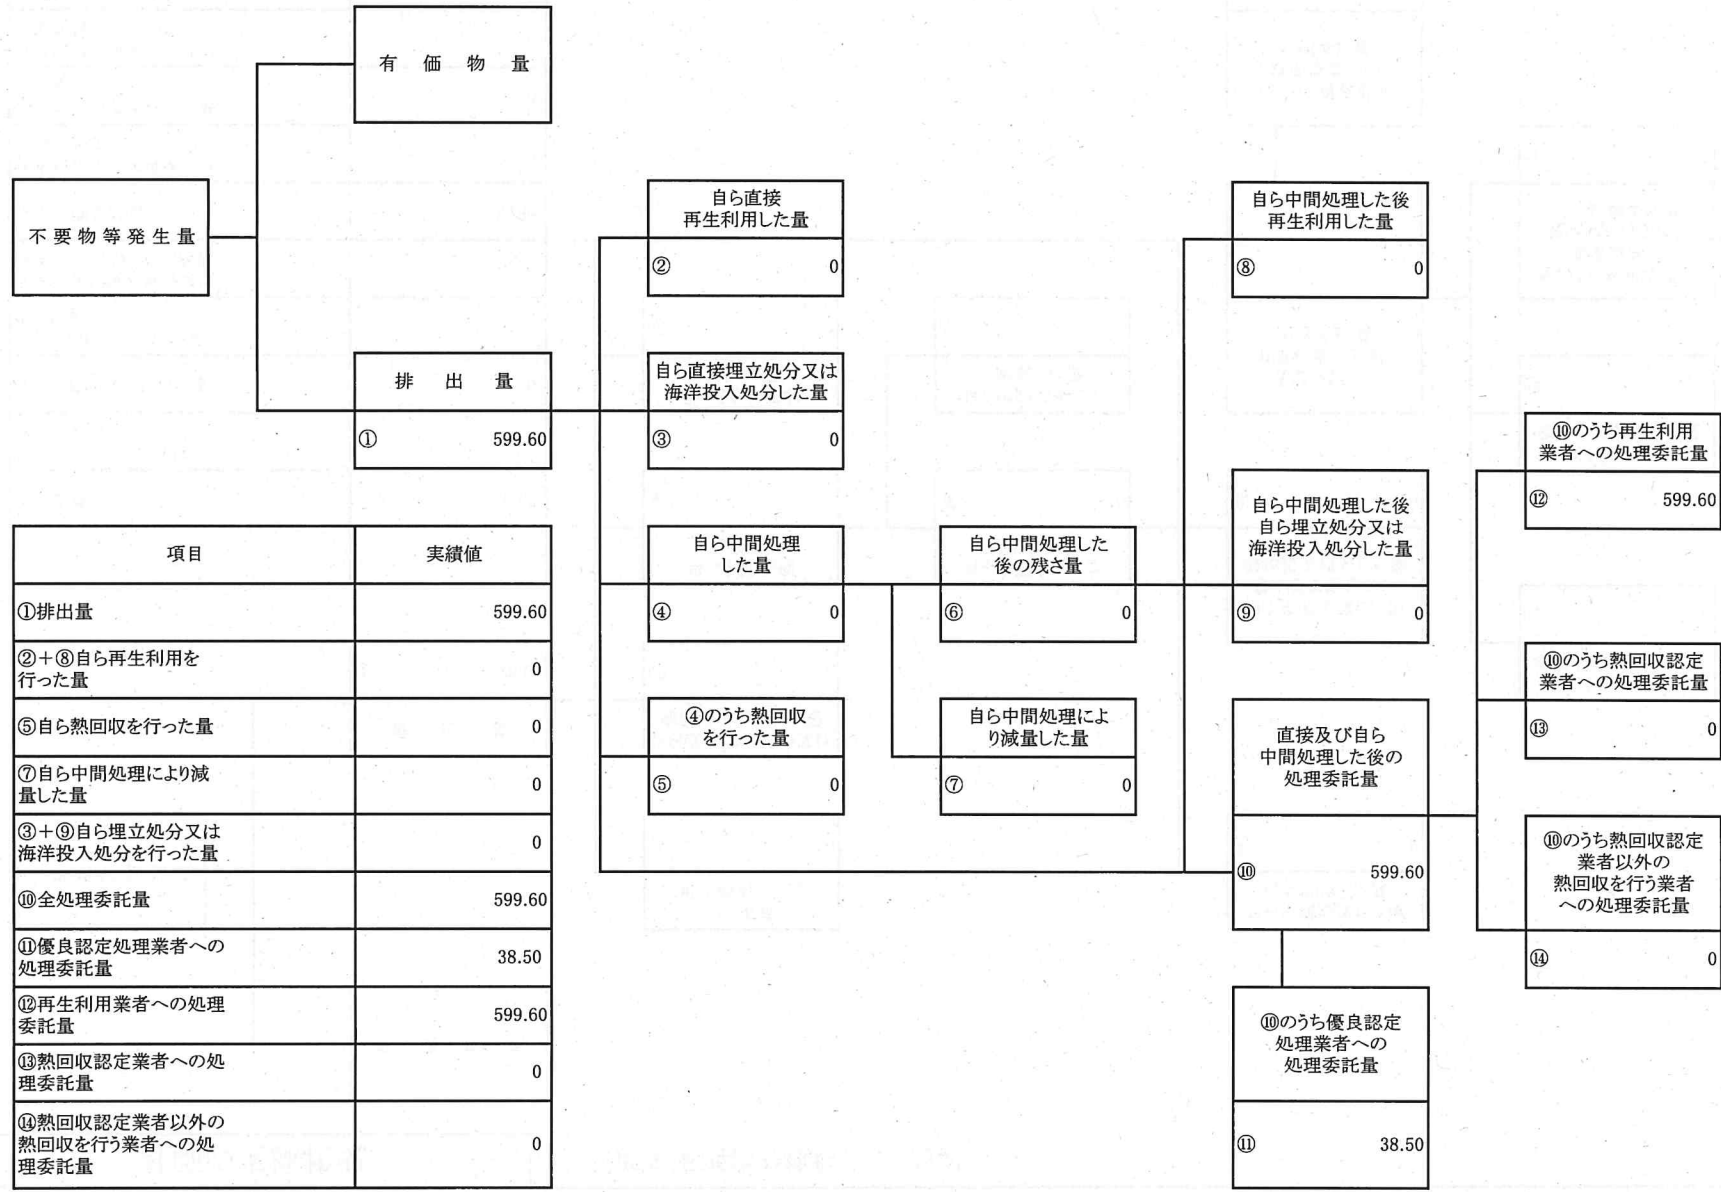 有価物量
不要物等発生量
排出量
① 599.60
自ら直接
再生利用した量
② 0
自ら直接埋立処分又は
海洋投入処分した量
③ 0
自ら中間処理
した量
④ 0
④のうち熱回収
を行った量
⑤ 0
自ら中間処理した
後の残さ量
⑥ 0
自ら中間処理によ
り減量した量
⑦ 0
自ら中間処理した後
再生利用した量
⑧ 0
自ら中間処理した後
自ら埋立処分又は
海洋投入処分した量
⑨ 0
直接及び自ら
中間処理した後の
処理委託量
⑩ 599.60
⑩のうち優良認定
処理業者への
処理委託量
⑪ 38.50
⑩のうち再生利用
業者への処理委託量
⑫ 599.60
⑩のうち熱回収認定
業者への処理委託量
⑬ 0
⑩のうち熱回収認定
業者以外の
熱回収を行う業者
への処理委託量
⑭ 0
項目 実績値
①排出量 599.60
②＋⑧自ら再生利用を
行った量 0
⑤自ら熱回収を行った量 0
⑦自ら中間処理により減
量した量 0
③＋⑨自ら埋立処分又は
海洋投入処分を行った量 0
⑩全処理委託量 599.60
⑪優良認定処理業者への
処理委託量 38.50
⑫再生利用業者への処理
委託量 599.60
⑬熱回収認定業者への処
理委託量 0
⑭熱回収認定業者以外の
熱回収を行う業者への処
理委託量 0